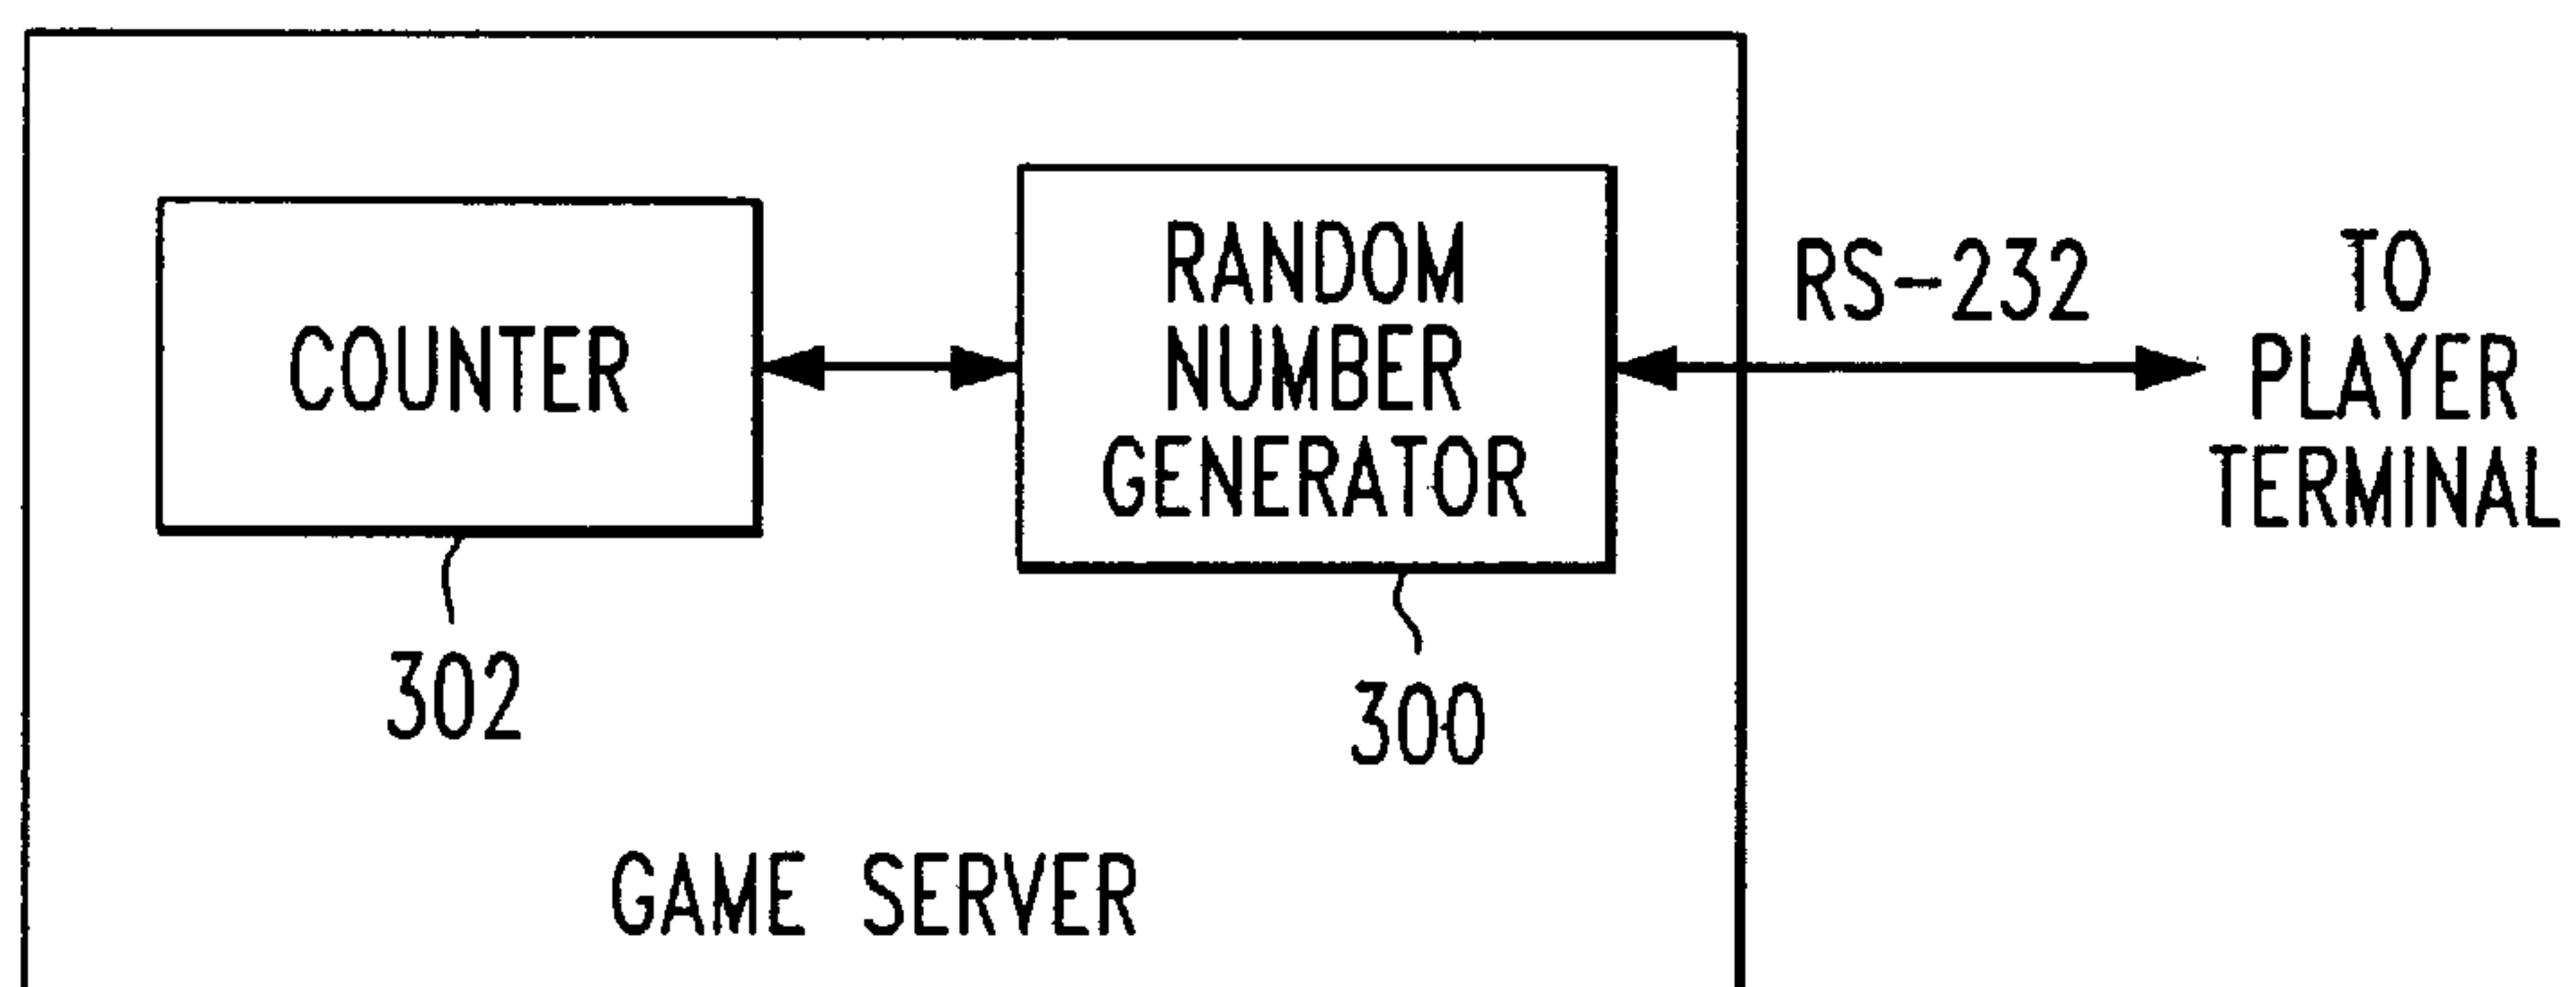 COUNTER
302
RANDOM
NUMBER
GENERATOR
300
RS-232
TO
PLAYER
TERMINAL
GAME SERVER